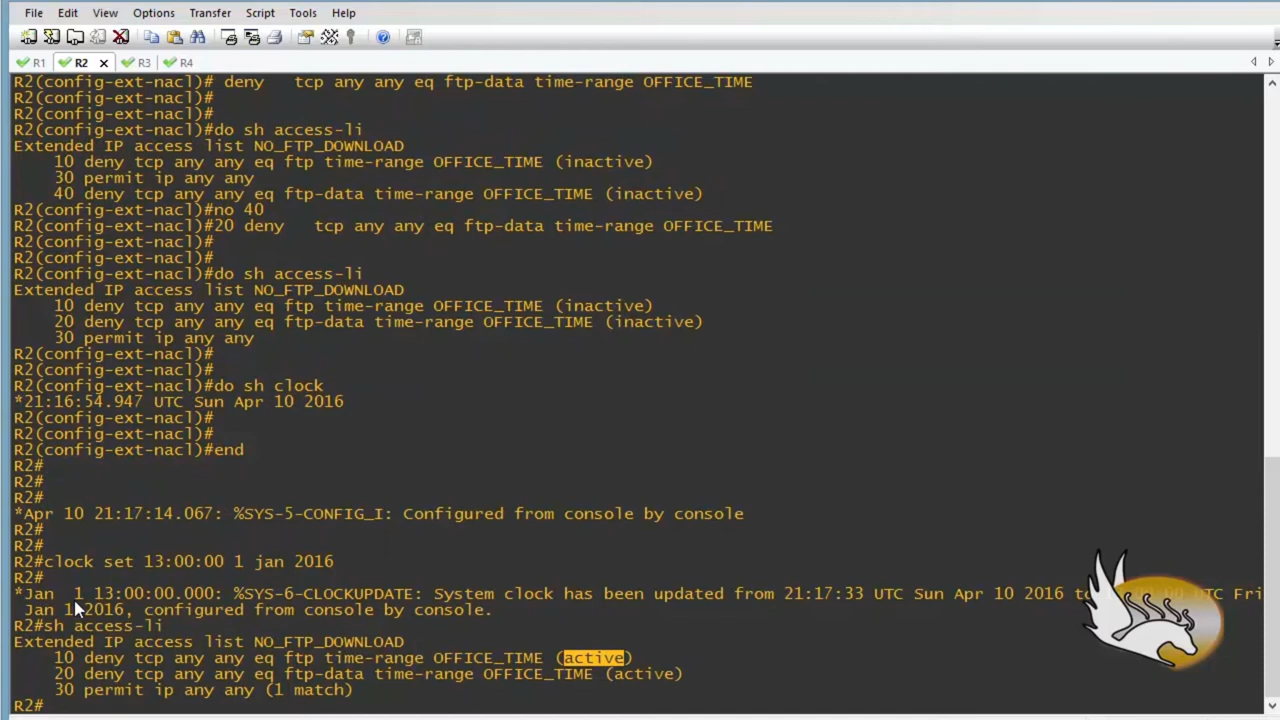 File Edit View Options Transfer Script Tools Help
R1 R2 R3 R4
R2(config-ext-nacl)# deny   tcp any any eq ftp-data time-range OFFICE_TIME
R2(config-ext-nacl)#
R2(config-ext-nacl)#
R2(config-ext-nacl)#do sh access-li
Extended IP access list NO_FTP_DOWNLOAD
    10 deny tcp any any eq ftp time-range OFFICE_TIME (inactive)
    30 permit ip any any
    40 deny tcp any any eq ftp-data time-range OFFICE_TIME (inactive)
R2(config-ext-nacl)#no 40
R2(config-ext-nacl)#20 deny   tcp any any eq ftp-data time-range OFFICE_TIME
R2(config-ext-nacl)#
R2(config-ext-nacl)#
R2(config-ext-nacl)#do sh access-li
Extended IP access list NO_FTP_DOWNLOAD
    10 deny tcp any any eq ftp time-range OFFICE_TIME (inactive)
    20 deny tcp any any eq ftp-data time-range OFFICE_TIME (inactive)
    30 permit ip any any
R2(config-ext-nacl)#
R2(config-ext-nacl)#
R2(config-ext-nacl)#do sh clock
*21:16:54.947 UTC Sun Apr 10 2016
R2(config-ext-nacl)#
R2(config-ext-nacl)#
R2(config-ext-nacl)#end
R2#
R2#
R2#
*Apr 10 21:17:14.067: %SYS-5-CONFIG_I: Configured from console by console
R2#
R2#
R2#clock set 13:00:00 1 jan 2016
R2#
*Jan  1 13:00:00.000: %SYS-6-CLOCKUPDATE: System clock has been updated from 21:17:33 UTC Sun Apr 10 2016 to UTC Fri
 Jan 1 2016, configured from console by console.
R2#sh access-li
Extended IP access list NO_FTP_DOWNLOAD
    10 deny tcp any any eq ftp time-range OFFICE_TIME (active)
    20 deny tcp any any eq ftp-data time-range OFFICE_TIME (active)
    30 permit ip any any (1 match)
R2#